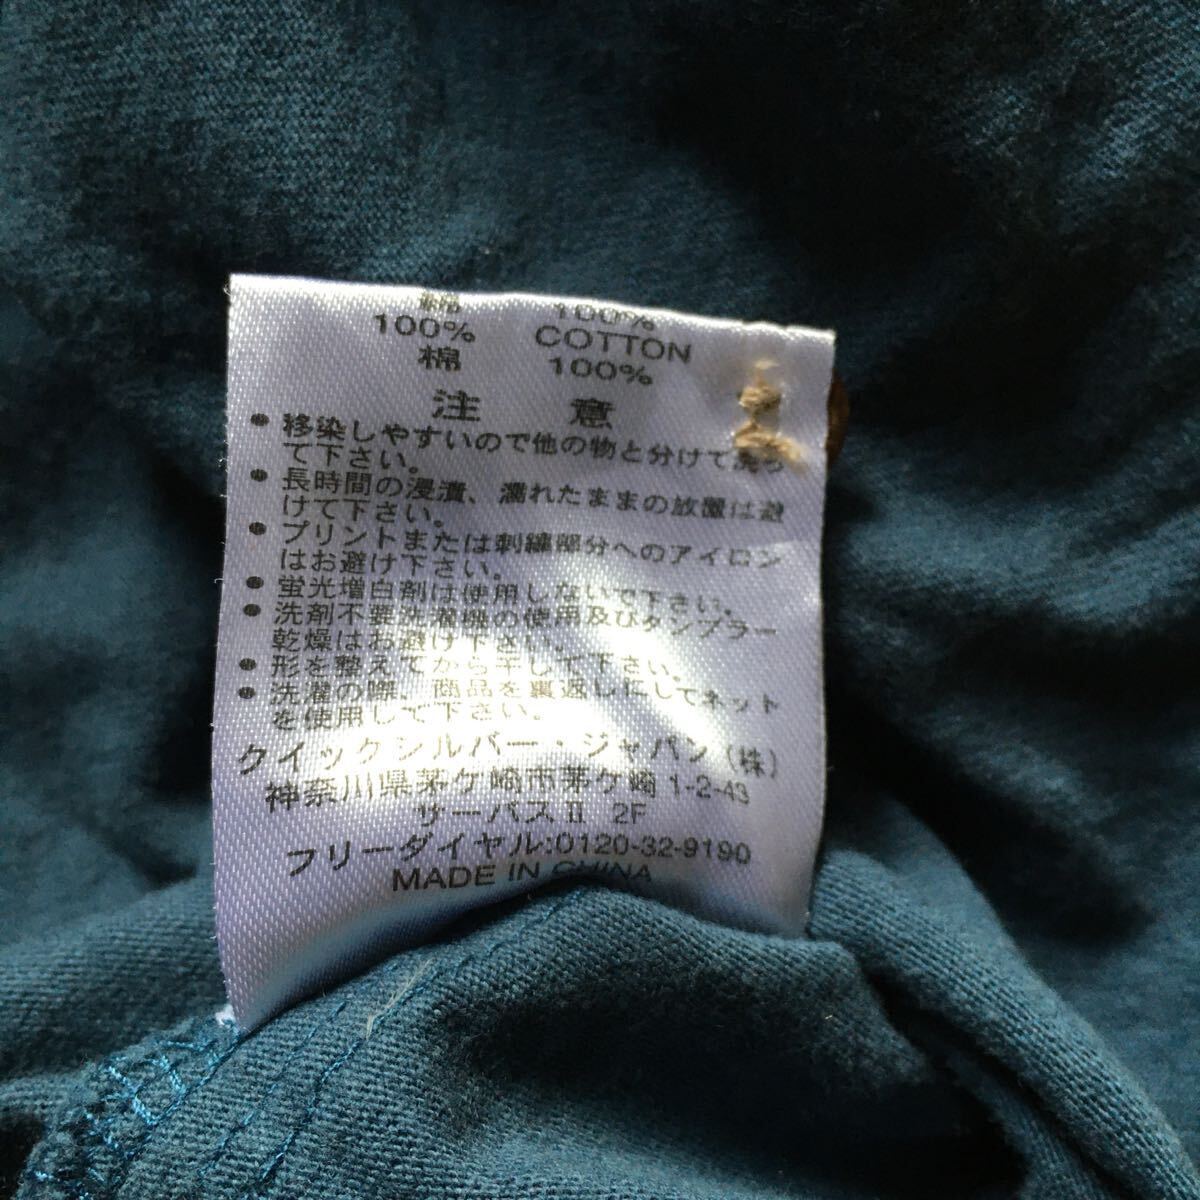 綿 100%
100% COTTON
棉 100%
注 意
• 移染しやすいので他の物と分けて洗っ
て下さい。
• 長時間の浸漬、濡れたままの放置は避
けて下さい。
• プリントまたは刺繍部分へのアイロン
はお避け下さい。
• 蛍光増白剤は使用しないで下さい。
• 洗剤不要洗濯機の使用及びタンブラー
乾燥はお避け下さい。
• 形を整えてから干して下さい。
• 洗濯の際、商品を裏返しにしてネット
を使用して下さい。
クイックシルバー・ジャパン(株)
神奈川県茅ケ崎市茅ケ崎 1-2-43
サーパスⅡ 2F
フリーダイヤル:0120-32-9190
MADE IN CHINA